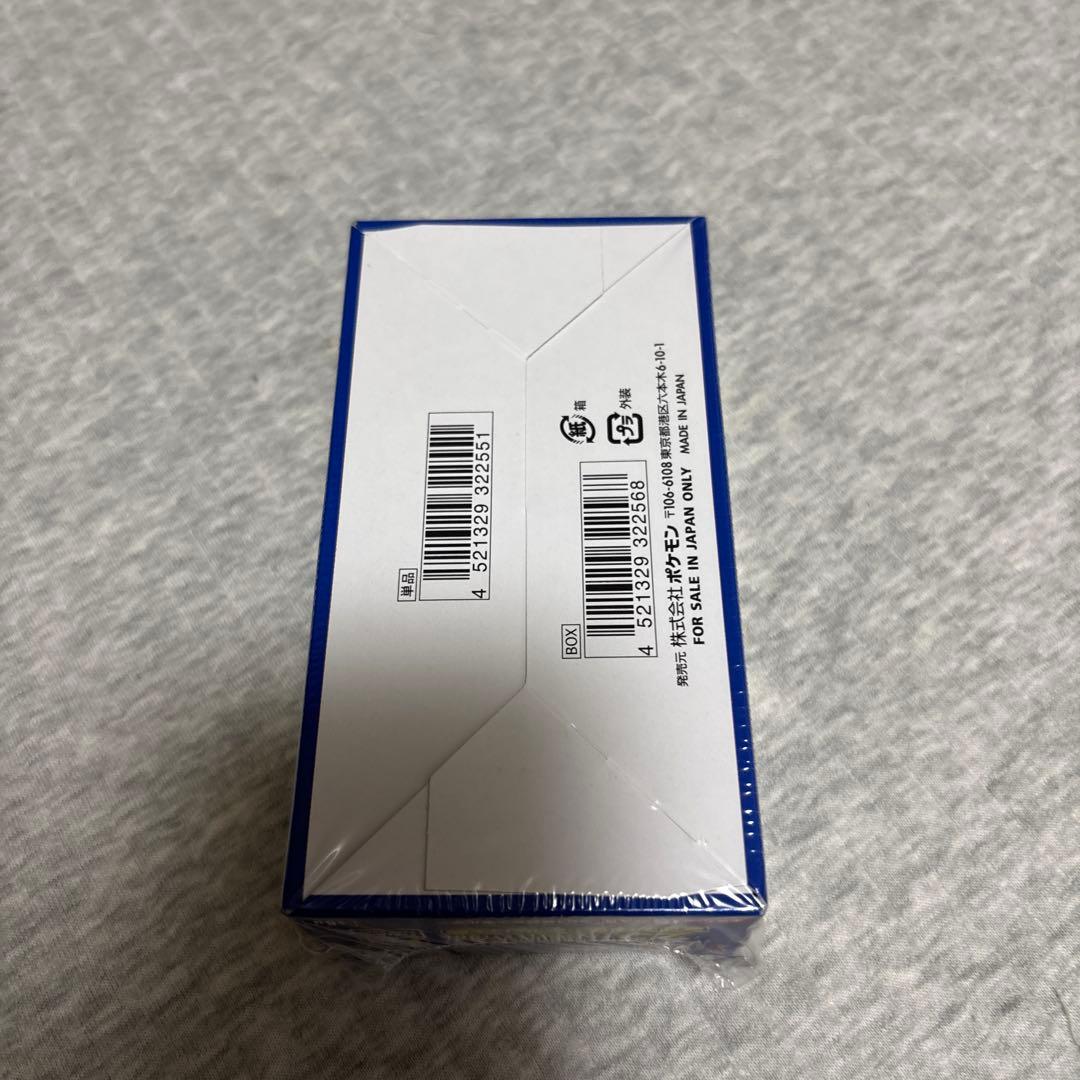 単品
4 521329 322551
紙 箱
プラ 外装
BOX
4 521329 322568
発売元 株式会社 ポケモン 〒106-6108 東京都港区六本木6-10-1
FOR SALE IN JAPAN ONLY MADE IN JAPAN